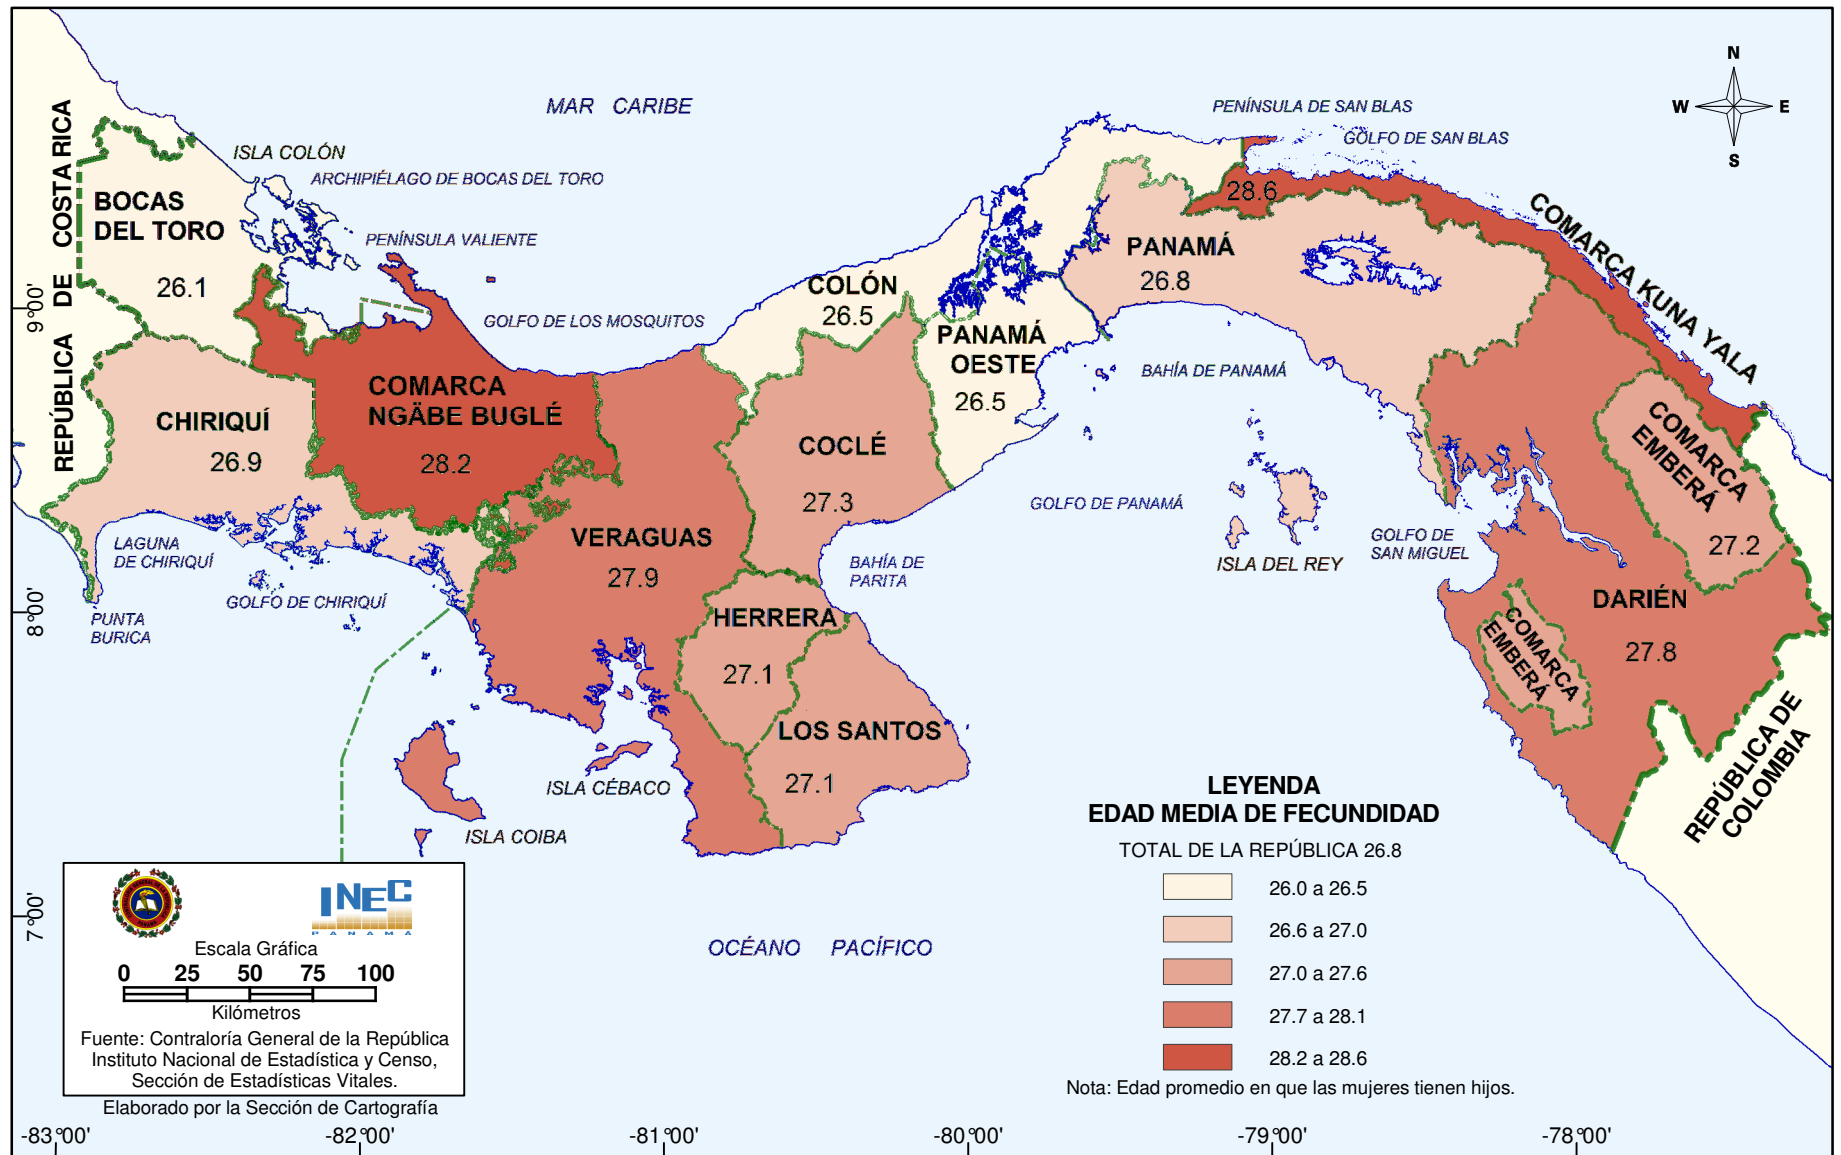 MAR CARIBE
PENÍNSULA DE SAN BLAS
GOLFO DE SAN BLAS
N
W
E
S
REPÚBLICA DE COSTA RICA
ISLA COLÓN
ARCHIPIÉLAGO DE BOCAS DEL TORO
BOCAS
DEL TORO
26.1
PENÍNSULA VALIENTE
GOLFO DE LOS MOSQUITOS
28.6
COMARCA KUNA YALA
PANAMÁ
26.8
COLÓN
26.5
PANAMÁ
OESTE
26.5
BAHÍA DE PANAMÁ
COMARCA
NGÄBE BUGLÉ
28.2
CHIRIQUÍ
26.9
COCLÉ
27.3
COMARCA
EMBERÁ
27.2
GOLFO DE PANAMÁ
VERAGUAS
27.9
LAGUNA
DE CHIRIQUÍ
GOLFO DE CHIRIQUÍ
PUNTA
BURICA
BAHÍA DE
PARITA
ISLA DEL REY
GOLFO DE
SAN MIGUEL
DARIÉN
27.8
COMARCA
EMBERÁ
HERRERA
27.1
LOS SANTOS
27.1
ISLA CÉBACO
ISLA COIBA
REPÚBLICA DE
COLOMBIA
OCÉANO PACÍFICO
LEYENDA
EDAD MEDIA DE FECUNDIDAD
TOTAL DE LA REPÚBLICA 26.8
26.0 a 26.5
26.6 a 27.0
27.0 a 27.6
27.7 a 28.1
28.2 a 28.6
Nota: Edad promedio en que las mujeres tienen hijos.
INEC
PANAMÁ
Escala Gráfica
0 25 50 75 100
Kilómetros
Fuente: Contraloría General de la República
Instituto Nacional de Estadística y Censo,
Sección de Estadísticas Vitales.
Elaborado por la Sección de Cartografía
9°00'
8°00'
7°00'
-83°00' -82°00' -81°00' -80°00' -79°00' -78°00'